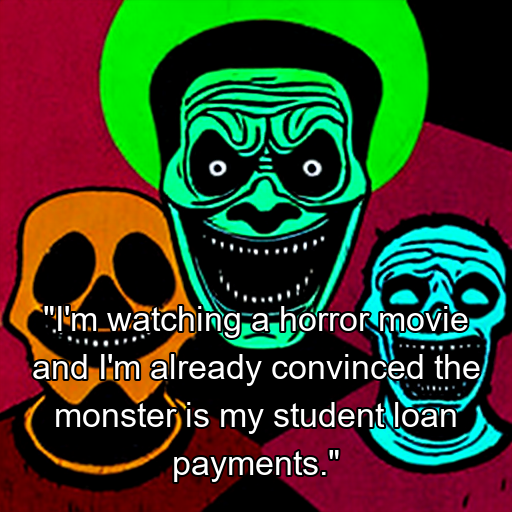 "I'm watching a horror movie
and I'm already convinced the
monster is my student loan
payments."